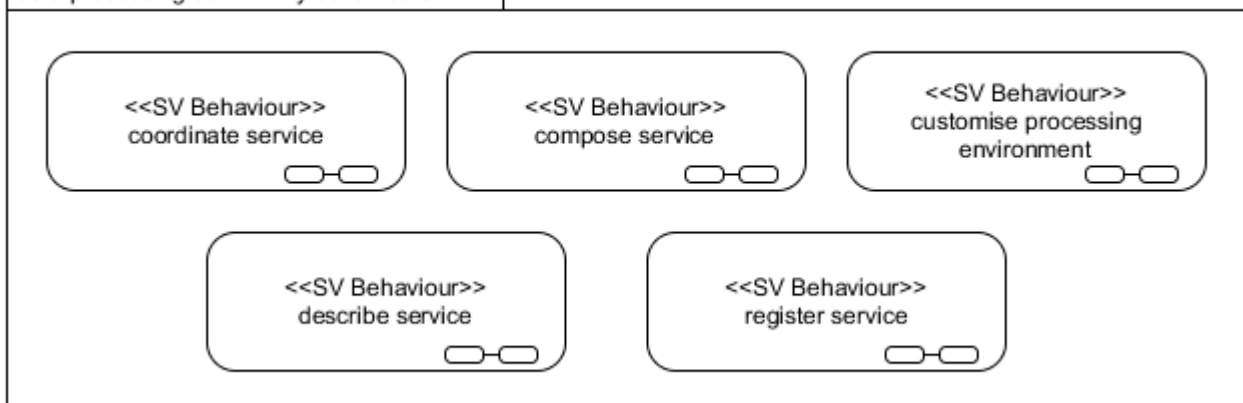 <<SV Behaviour>>
coordinate service
<<SV Behaviour>>
compose service
<<SV Behaviour>>
customise processing
environment
<<SV Behaviour>>
describe service
<<SV Behaviour>>
register service